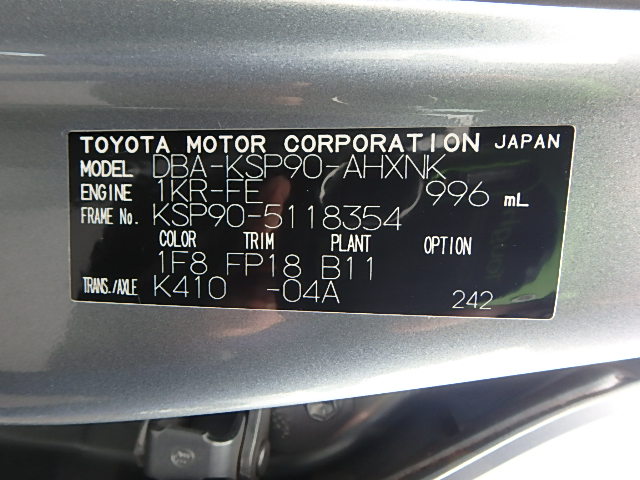 TOYOTA MOTOR CORPORATION JAPAN
MODEL DBA-KSP90-AHXNK
ENGINE 1KR-FE 996 mL
FRAME No. KSP90-5118354
COLOR TRIM PLANT OPTION
1F8 FP18 B11
TRANS./AXLE K410 -04A 242